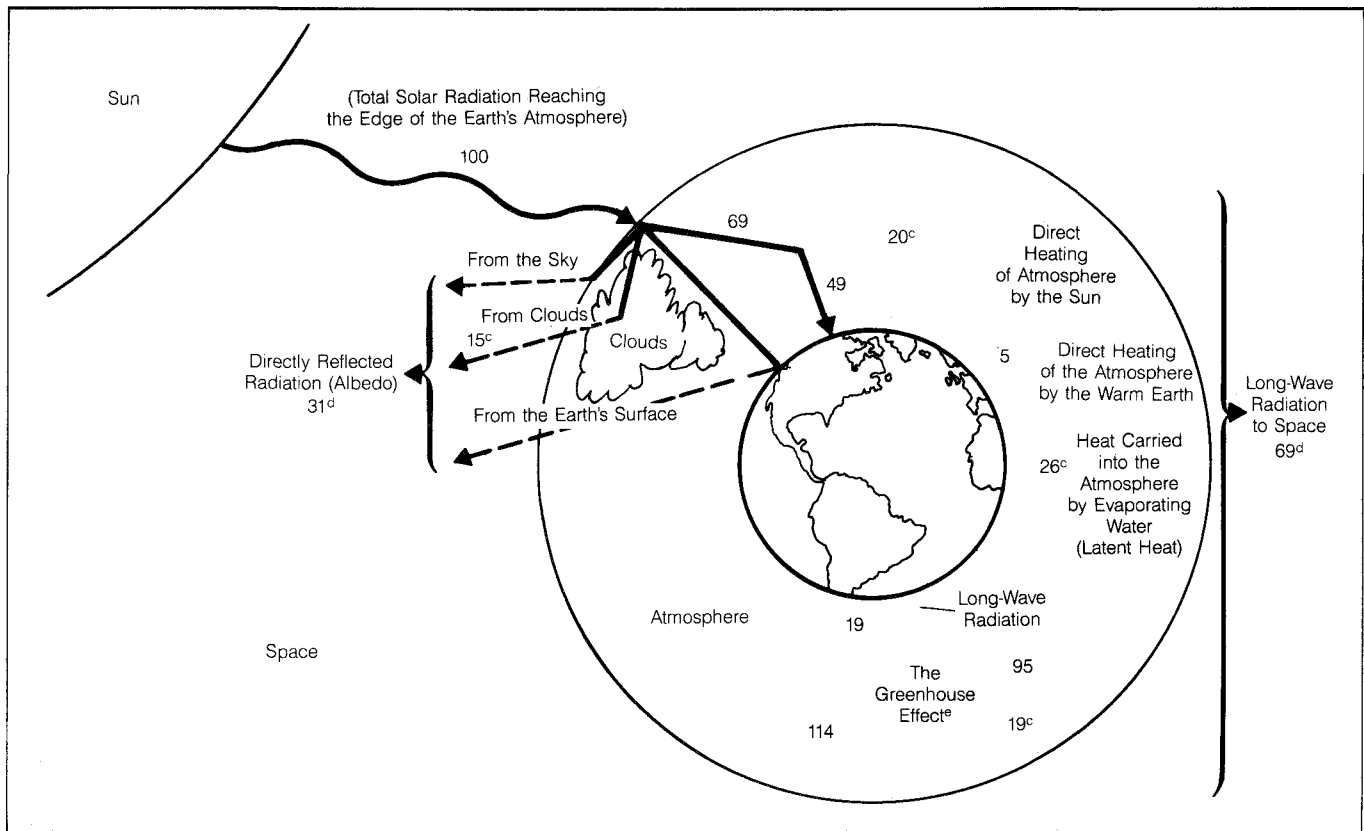 Sun
(Total Solar Radiation Reaching
the Edge of the Earth's Atmosphere)
100
69
20c
Direct
Heating
of Atmosphere
by the Sun
From the Sky
49
From Clouds
15c
Clouds
Directly Reflected
Radiation (Albedo)
31d
5
Direct Heating
of the Atmosphere
by the Warm Earth
Long-Wave
Radiation
to Space
69d
From the Earth's Surface
26c
Heat Carried
into the
Atmosphere
by Evaporating
Water
(Latent Heat)
Long-Wave
Radiation
Atmosphere
19
Space
95
The
Greenhouse
Effecte
114
19c